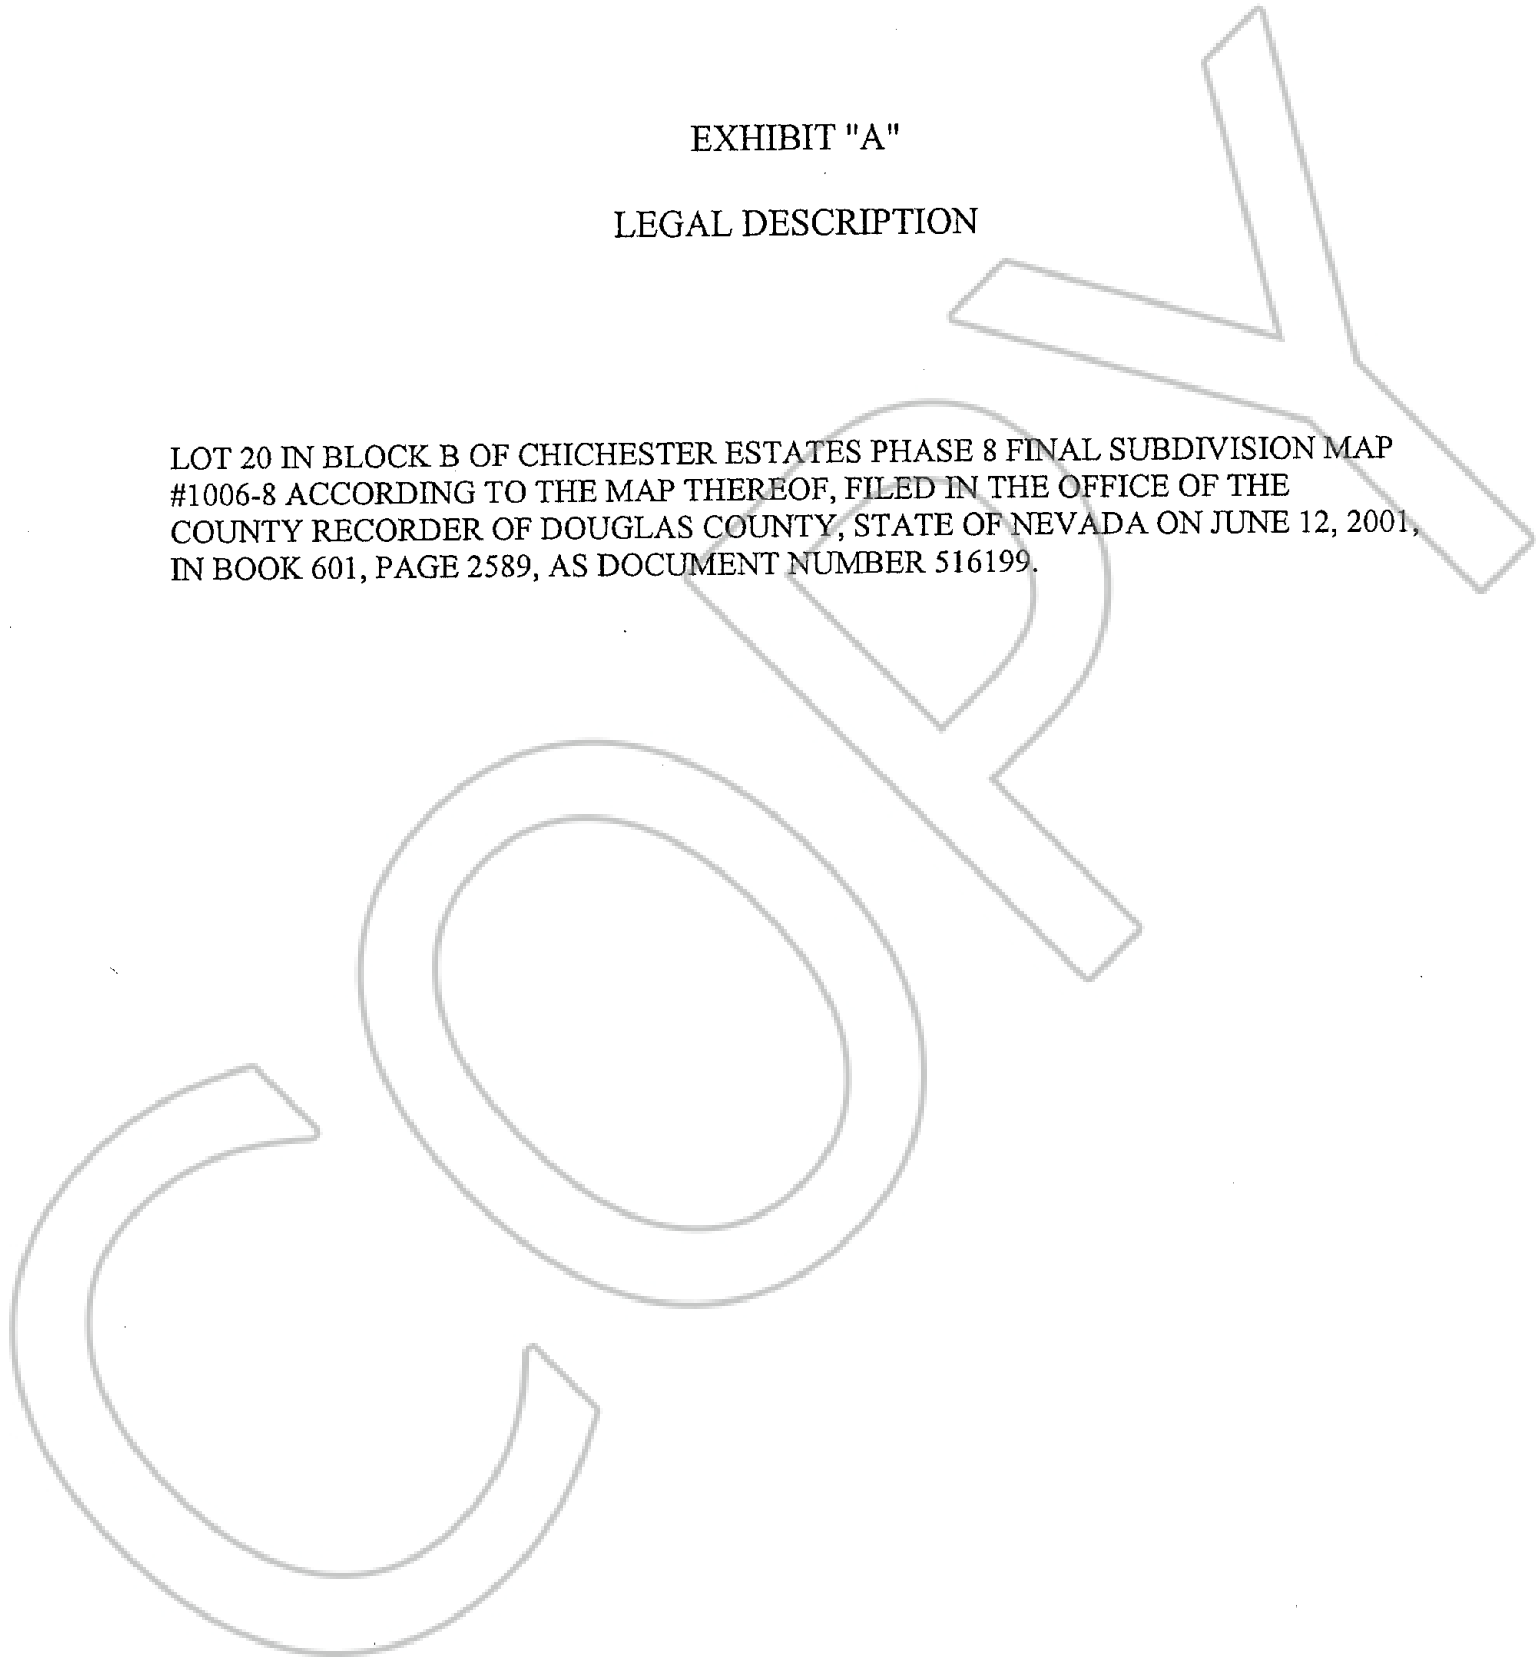 EXHIBIT "A"
LEGAL DESCRIPTION
LOT 20 IN BLOCK B OF CHICHESTER ESTATES PHASE 8 FINAL SUBDIVISION MAP
#1006-8 ACCORDING TO THE MAP THEREOF, FILED IN THE OFFICE OF THE
COUNTY RECORDER OF DOUGLAS COUNTY, STATE OF NEVADA ON JUNE 12, 2001,
IN BOOK 601, PAGE 2589, AS DOCUMENT NUMBER 516199.
COPY